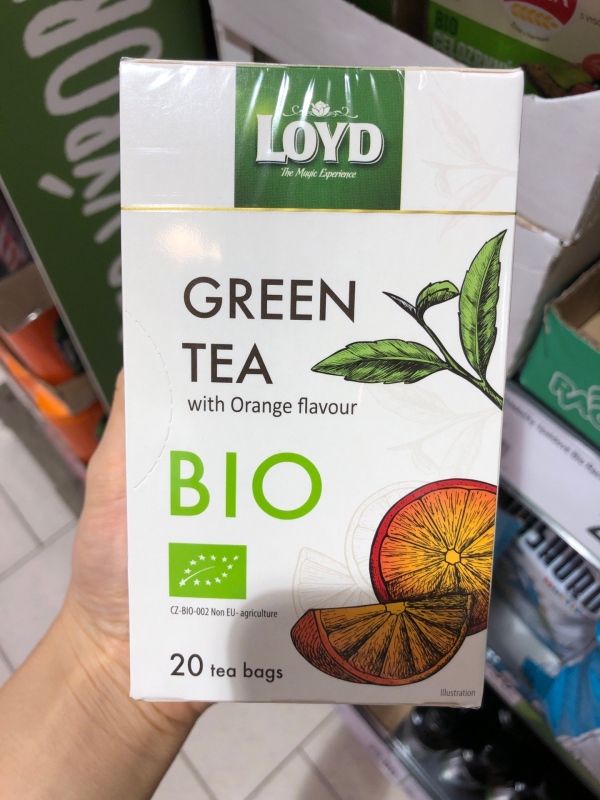 LOYD
The Magic Experience
GREEN
TEA
with Orange flavour
BIO
CZ-BIO-002 Non EU- agriculture
20 tea bags
Illustration
BIO